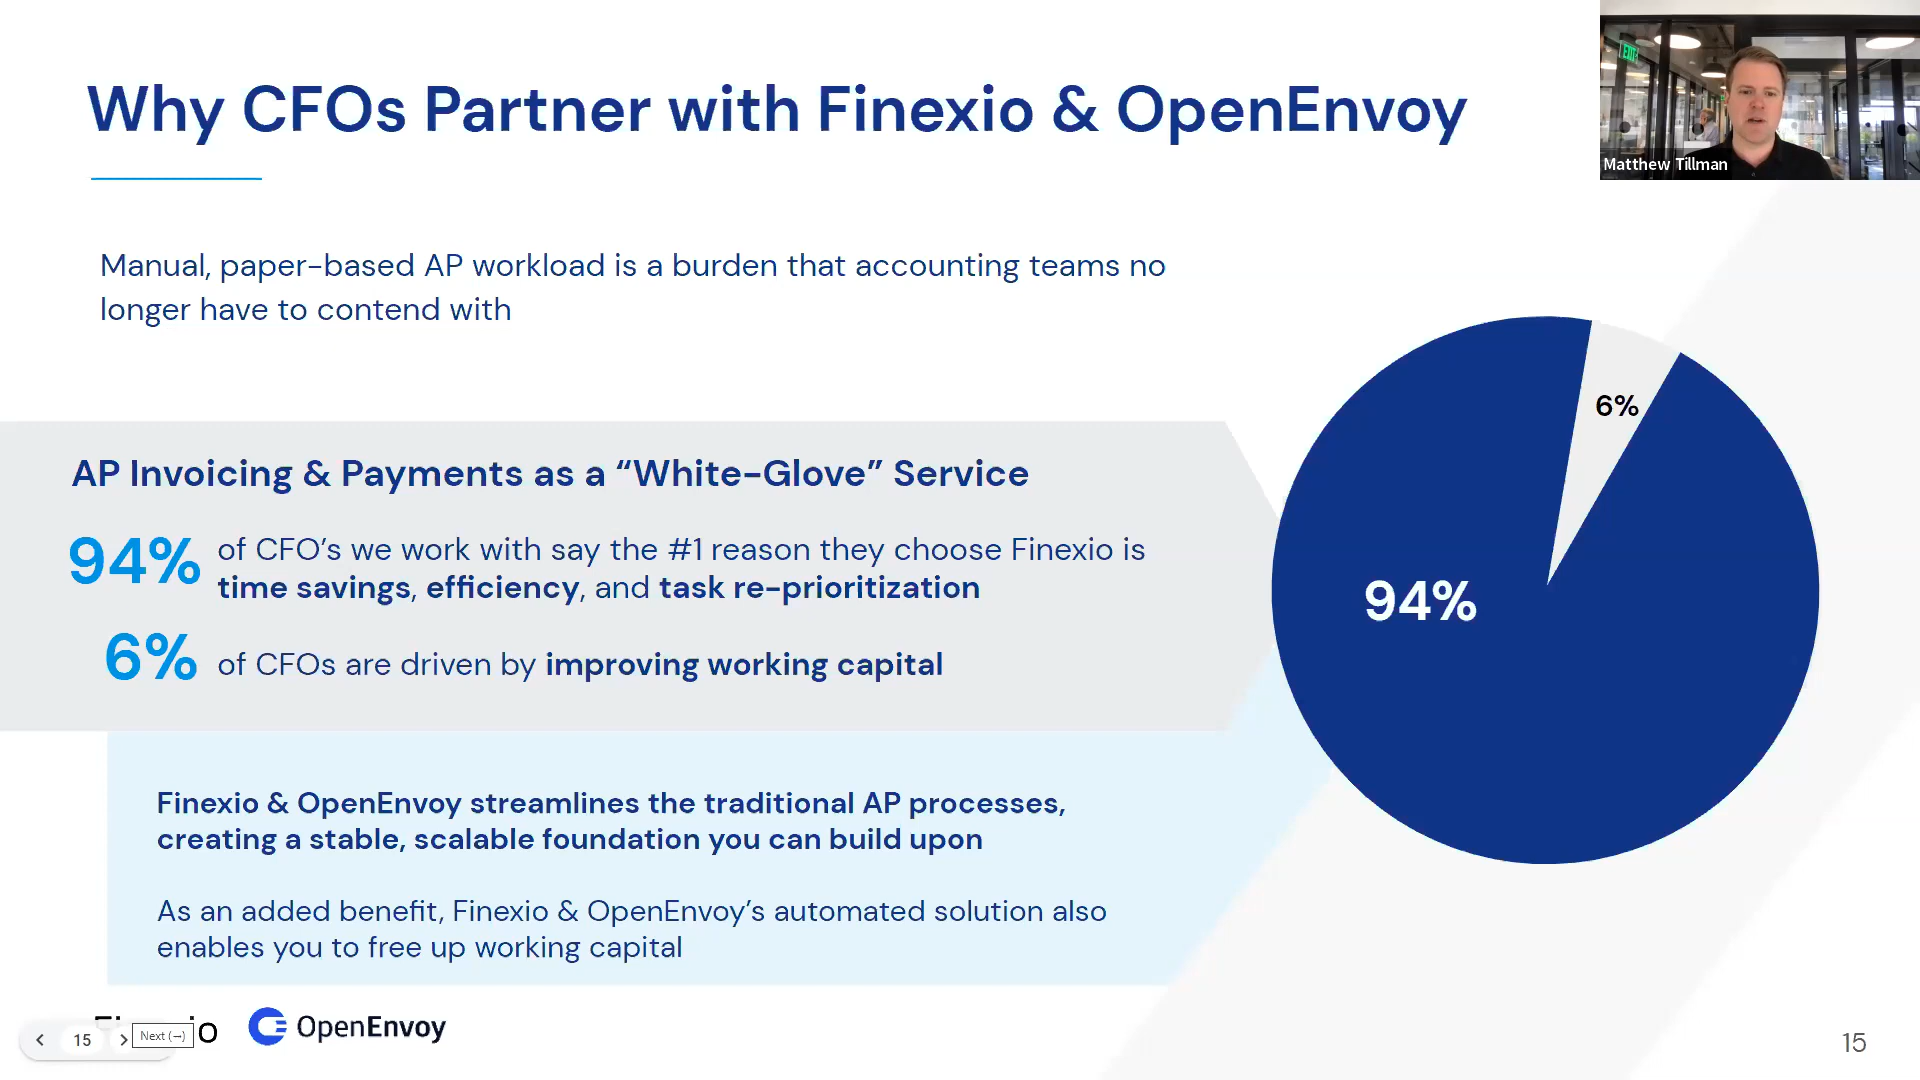 Why CFOs Partner with Finexio & OpenEnvoy
EXIT
Matthew Tillman
Manual, paper-based AP workload is a burden that accounting teams no
longer have to contend with
AP Invoicing & Payments as a “White-Glove” Service
94% of CFO’s we work with say the #1 reason they choose Finexio is
time savings, efficiency, and task re-prioritization
6% of CFOs are driven by improving working capital
6%
94%
Finexio & OpenEnvoy streamlines the traditional AP processes,
creating a stable, scalable foundation you can build upon
As an added benefit, Finexio & OpenEnvoy’s automated solution also
enables you to free up working capital
OpenEnvoy
15
Next (→)
15